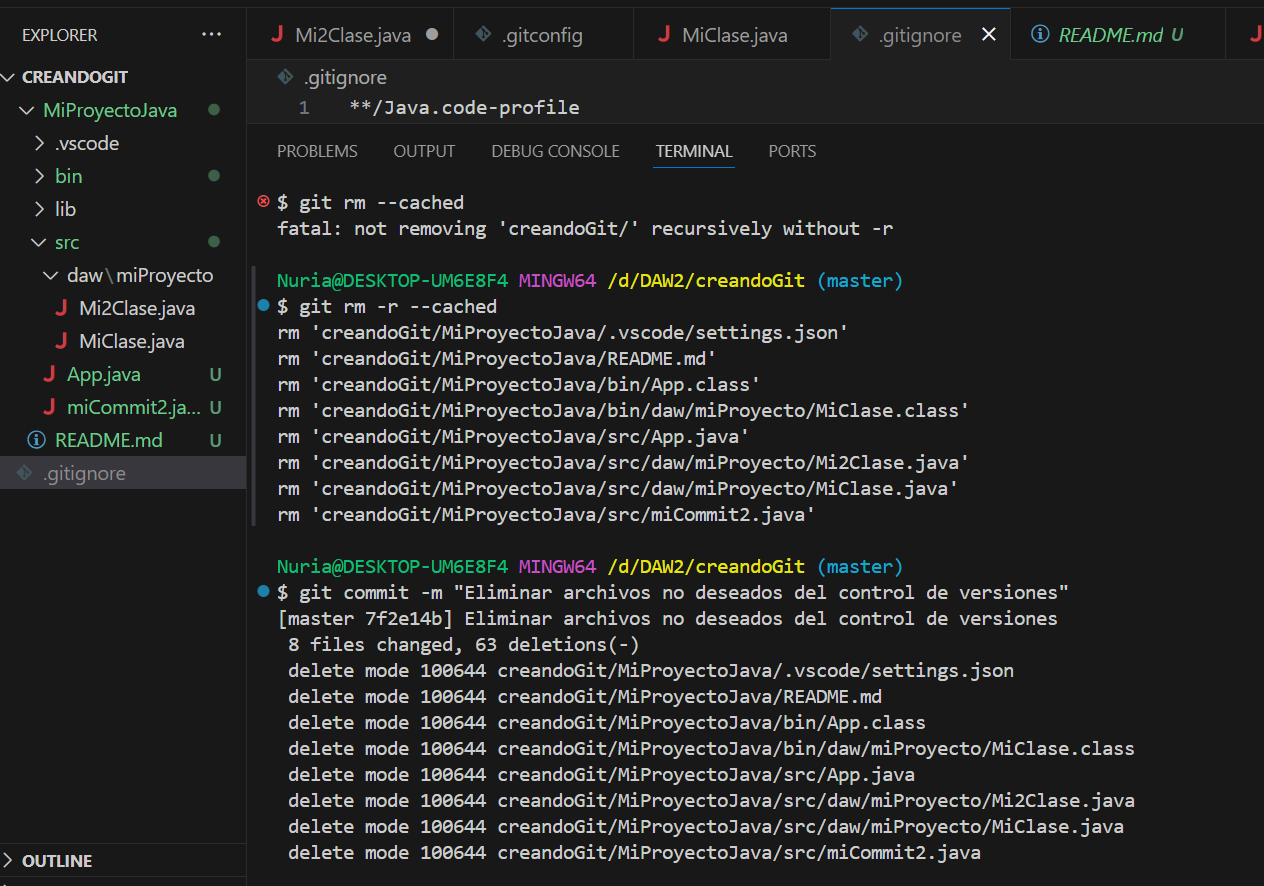 EXPLORER
CREANDOGIT
MiProyectoJava
.vscode
bin
lib
src
daw\miProyecto
J Mi2Clase.java
J MiClase.java
J App.java U
J miCommit2.ja... U
README.md U
.gitignore
OUTLINE
J Mi2Clase.java
.gitconfig
J MiClase.java
.gitignore
README.md U
J
.gitignore
1 **/Java.code-profile
PROBLEMS OUTPUT DEBUG CONSOLE TERMINAL PORTS
$ git rm --cached
fatal: not removing 'creandoGit/' recursively without -r
Nuria@DESKTOP-UM6E8F4 MINGW64 /d/DAW2/creandoGit (master)
$ git rm -r --cached
rm 'creandoGit/MiProyectoJava/.vscode/settings.json'
rm 'creandoGit/MiProyectoJava/README.md'
rm 'creandoGit/MiProyectoJava/bin/App.class'
rm 'creandoGit/MiProyectoJava/bin/daw/miProyecto/MiClase.class'
rm 'creandoGit/MiProyectoJava/src/App.java'
rm 'creandoGit/MiProyectoJava/src/daw/miProyecto/Mi2Clase.java'
rm 'creandoGit/MiProyectoJava/src/daw/miProyecto/MiClase.java'
rm 'creandoGit/MiProyectoJava/src/miCommit2.java'
Nuria@DESKTOP-UM6E8F4 MINGW64 /d/DAW2/creandoGit (master)
$ git commit -m "Eliminar archivos no deseados del control de versiones"
[master 7f2e14b] Eliminar archivos no deseados del control de versiones
8 files changed, 63 deletions(-)
delete mode 100644 creandoGit/MiProyectoJava/.vscode/settings.json
delete mode 100644 creandoGit/MiProyectoJava/README.md
delete mode 100644 creandoGit/MiProyectoJava/bin/App.class
delete mode 100644 creandoGit/MiProyectoJava/bin/daw/miProyecto/MiClase.class
delete mode 100644 creandoGit/MiProyectoJava/src/App.java
delete mode 100644 creandoGit/MiProyectoJava/src/daw/miProyecto/Mi2Clase.java
delete mode 100644 creandoGit/MiProyectoJava/src/daw/miProyecto/MiClase.java
delete mode 100644 creandoGit/MiProyectoJava/src/miCommit2.java